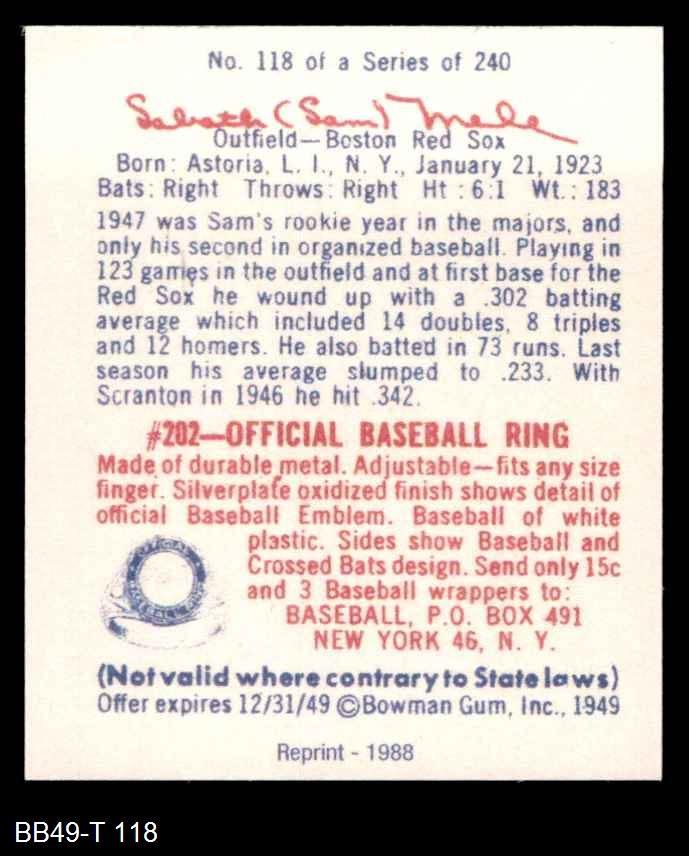 No. 118 of a Series of 240
Sabath (Sam) Mele
Outfield—Boston Red Sox
Born: Astoria, L. I., N. Y., January 21, 1923
Bats: Right Throws: Right Ht : 6:1 Wt.: 183
1947 was Sam's rookie year in the majors, and
only his second in organized baseball. Playing in
123 games in the outfield and at first base for the
Red Sox he wound up with a .302 batting
average which included 14 doubles, 8 triples
and 12 homers. He also batted in 73 runs. Last
season his average slumped to .233. With
Scranton in 1946 he hit .342.
#202—OFFICIAL BASEBALL RING
Made of durable metal. Adjustable—fits any size
finger. Silverplate oxidized finish shows detail of
official Baseball Emblem. Baseball of white
plastic. Sides show Baseball and
Crossed Bats design. Send only 15c
and 3 Baseball wrappers to:
BASEBALL, P.O. BOX 491
NEW YORK 46, N. Y.
OFFICIAL
BASEBALL RING
(Not valid where contrary to State laws)
Offer expires 12/31/49 ©Bowman Gum, Inc., 1949
Reprint - 1988
BB49-T 118